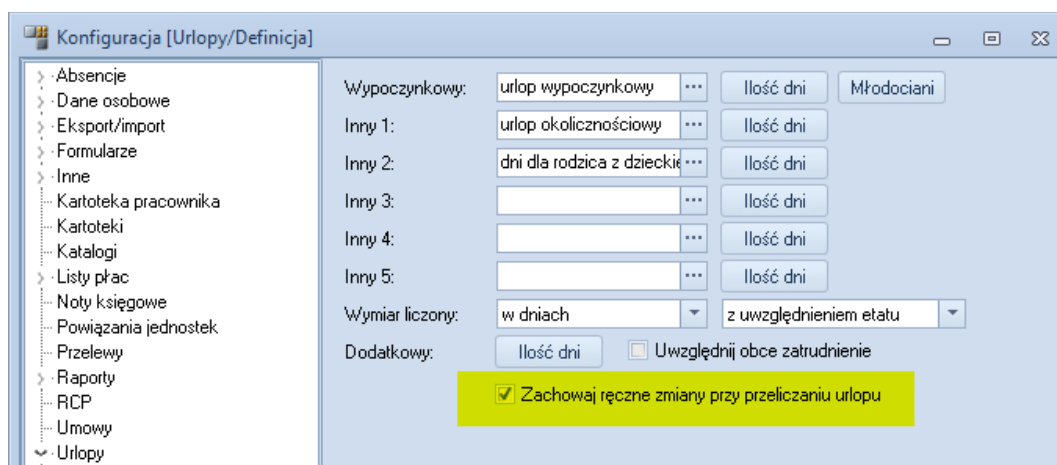 Konfiguracja [Urlopy/Definicja]
Absencje
Dane osobowe
Eksport/import
Formularze
Inne
Kartoteka pracownika
Kartoteki
Katalogi
Listy płac
Noty księgowe
Powiązania jednostek
Przelewy
Raporty
RCP
Umowy
Urlopy
Wypoczynkowy: urlop wypoczynkowy ... Ilość dni Młodociani
Inny 1: urlop okolicznościowy ... Ilość dni
Inny 2: dni dla rodzica z dzieckie ... Ilość dni
Inny 3: ... Ilość dni
Inny 4: ... Ilość dni
Inny 5: ... Ilość dni
Wymiar liczony: w dniach z uwzględnieniem etatu
Dodatkowy: Ilość dni Uwzględnij obce zatrudnienie
Zachowaj ręczne zmiany przy przeliczaniu urlopu